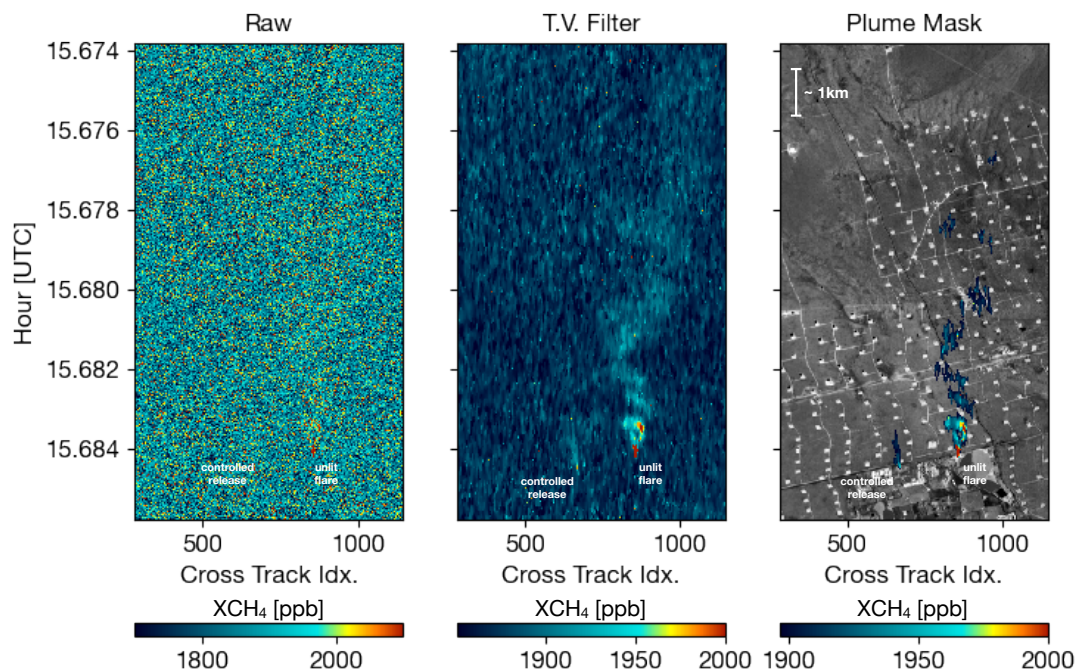 Raw
T.V. Filter
Plume Mask
Hour [UTC]
15.674
15.676
15.678
15.680
15.682
15.684
~ 1km
controlled
release
unlit
flare
controlled
release
unlit
flare
controlled
release
unlit
flare
500
1000
500
1000
500
1000
Cross Track Idx.
Cross Track Idx.
Cross Track Idx.
XCH₄ [ppb]
XCH₄ [ppb]
XCH₄ [ppb]
1800
2000
1900
1950
2000
1900
1950
2000